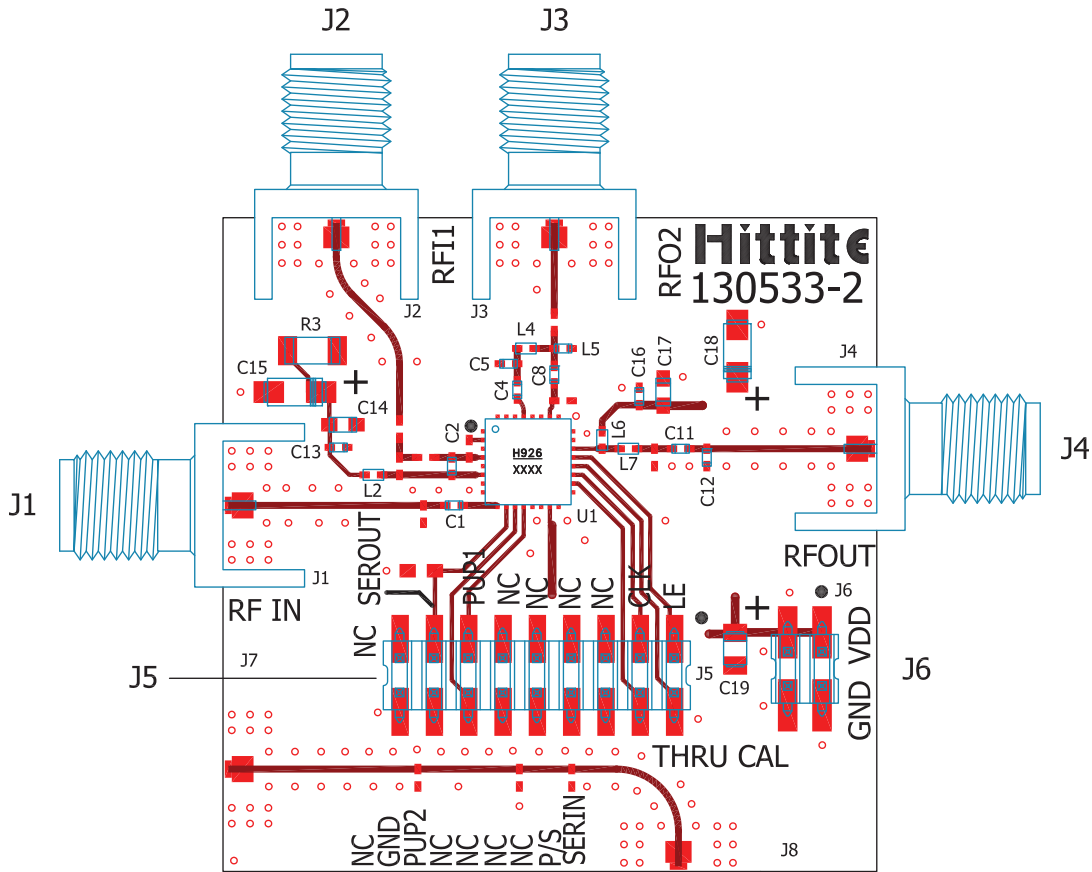 J2
J3
RFI1
RFO2
Hittite
130533-2
J2
J3
R3
L4
L5
C5
C4
C8
C16
C17
C18
J4
C15
+
+
C14
C13
C2
L2
H926
XXXX
L6
L7
C11
C12
J4
J1
C1
U1
RFOUT
J1
RF IN
NC
SEROUT
PUP1
NC
NC
NC
NC
CLK
LE
+
J6
GND VDD
J7
J5
J5
C19
J6
THRU CAL
NC
GND
PUP2
NC
NC
NC
NC
P/S
SERIN
J8